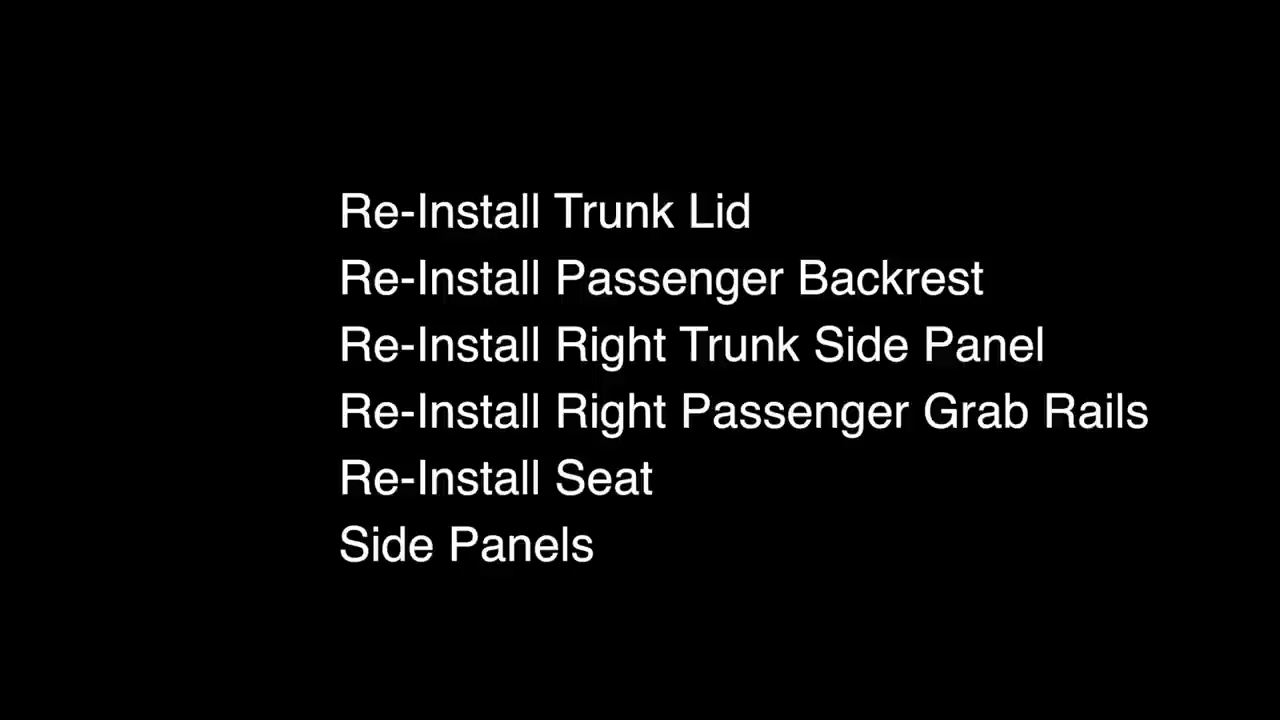 Re-Install Trunk Lid
Re-Install Passenger Backrest
Re-Install Right Trunk Side Panel
Re-Install Right Passenger Grab Rails
Re-Install Seat
Side Panels